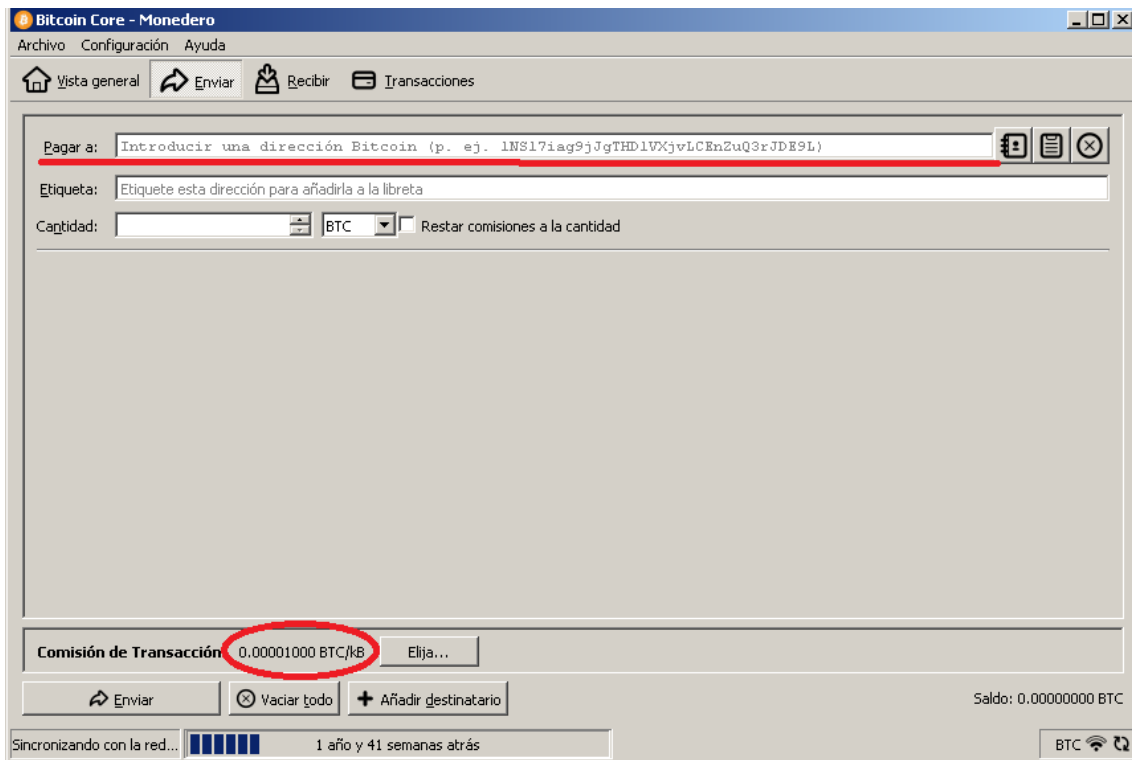 Bitcoin Core - Monedero
Archivo Configuración Ayuda
Vista general Enviar Recibir Transacciones
Pagar a: Introducir una dirección Bitcoin (p. ej. 1NS17iag9jJgTHD1VXjvLCEnZuQ3rJDE9L)
Etiqueta: Etiquete esta dirección para añadirla a la libreta
Cantidad: BTC Restar comisiones a la cantidad
Comisión de Transacción 0.00001000 BTC/kB Elija...
Enviar Vaciar todo Añadir destinatario Saldo: 0.00000000 BTC
Sincronizando con la red... 1 año y 41 semanas atrás BTC